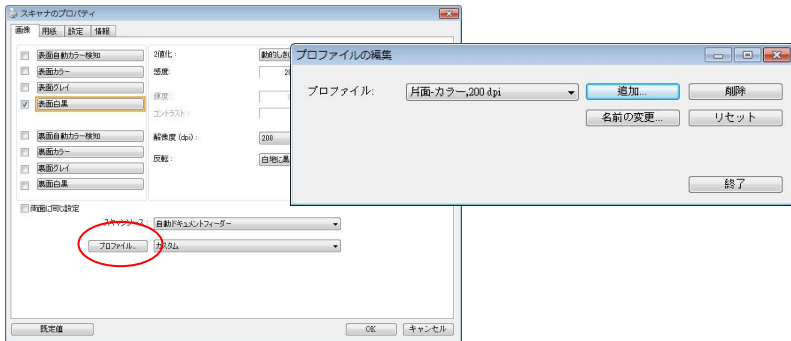 スキャナのプロパティ
画像 用紙 設定 情報
表面自動カラー検知
表面カラー
表面グレイ
表面白黒
裏面自動カラー検知
裏面カラー
裏面グレイ
裏面白黒
両面に同じ設定
2値化 :
感度:
輝度:
コントラスト:
解像度 (dpi) :
200
反転 :
白地に黒
スキャンソース : 自動ドキュメントフィーダー
プロファイル... カスタム
既定値 OK キャンセル
プロファイルの編集
プロファイル: 片面-カラー,200 dpi 追加... 削除
名前の変更... リセット
終了